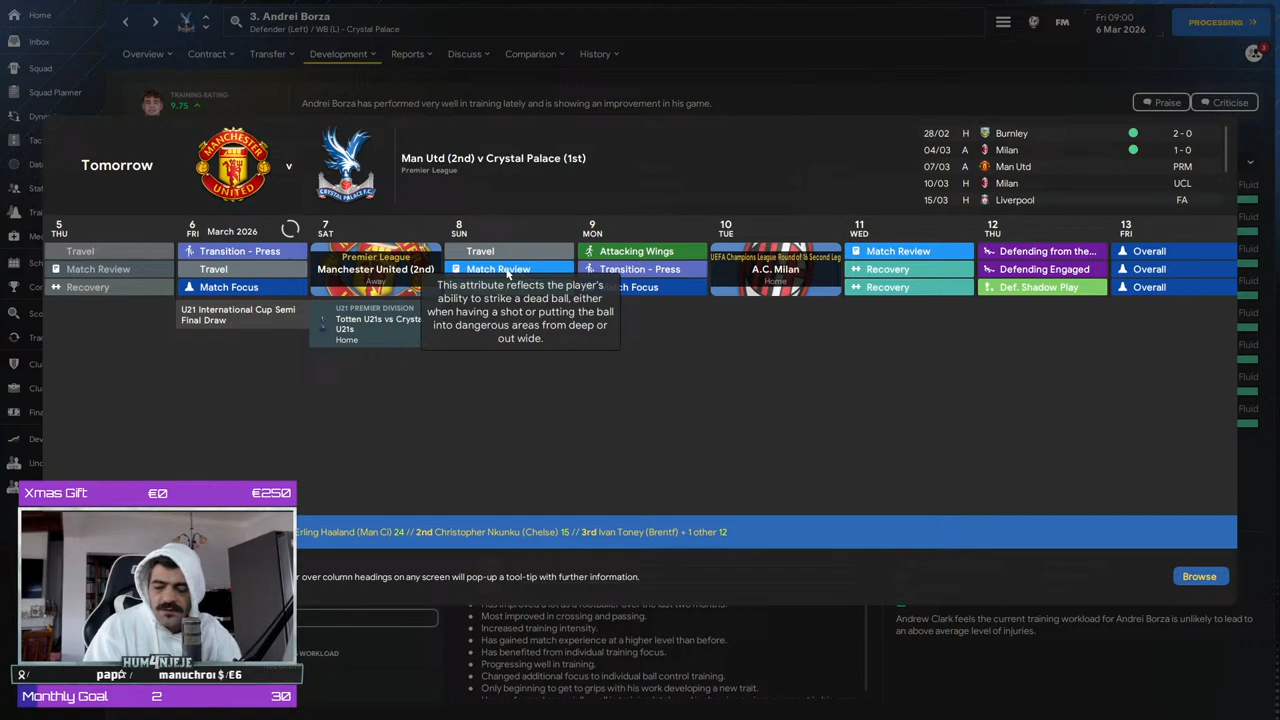 Home
Inbox
Squad
Squad Planner
3. Andrei Borza
Defender (Left) / WB (L) - Crystal Palace
FM
Fri 09:00
6 Mar 2026
PROCESSING
Overview
Contract
Transfer
Development
Reports
Discuss
Comparison
History
3
TRAINING RATING
9.75
Andrei Borza has performed very well in training lately and is showing an improvement in his game.
Praise
Criticise
Tomorrow
v
MANCHESTER
UNITED
Man Utd (2nd) v Crystal Palace (1st)
Premier League
28/02 H Burnley 2 - 0
04/03 A Milan 1 - 0
07/03 A Man Utd PRM
10/03 H Milan UCL
15/03 H Liverpool FA
Fluid
Fluid
Fluid
Fluid
Fluid
Fluid
Fluid
Fluid
Fluid
5
THU
6
FRI
March 2026
7
SAT
8
SUN
9
MON
10
TUE
11
WED
12
THU
13
FRI
Travel
Match Review
Recovery
Transition - Press
Travel
Match Focus
U21 International Cup Semi
Final Draw
Premier League
Manchester United (2nd)
Away
U21 PREMIER DIVISION
Totten U21s vs Crysta
U21s
Home
Travel
Match Review
This attribute reflects the player's
ability to strike a dead ball, either
when having a shot or putting the ball
into dangerous areas from deep or
out wide.
Attacking Wings
Transition - Press
ch Focus
UEFA Champions League Round of 16 Second Leg
A.C. Milan
Home
Match Review
Recovery
Recovery
Defending from the...
Defending Engaged
Def. Shadow Play
Overall
Overall
Overall
Erling Haaland (Man Ci) 24 // 2nd Christopher Nkunku (Chelse) 15 // 3rd Ivan Toney (Brentf) + 1 other 12
r over column headings on any screen will pop-up a tool-tip with further information.
Browse
Xmas Gift €0 €250
HUM4NJEJE
manuchroi $/€6
Monthly Goal 2 30
WORKLOAD
Has improved a lot as a footballer over the last two months.
Most improved in crossing and passing.
Increased training intensity.
Has gained match experience at a higher level than before.
Has benefited from individual training focus.
Progressing well in training.
Changed additional focus to individual ball control training.
Only beginning to get to grips with his work developing a new trait.
Andrew Clark feels the current training workload for Andrei Borza is unlikely to lead to
an above average level of injuries.